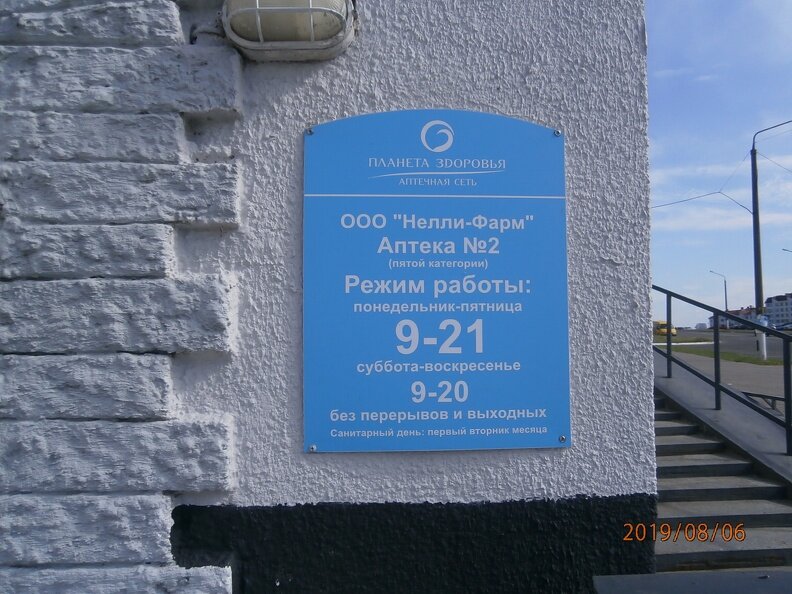 ПЛАНЕТА ЗДОРОВЬЯ
АПТЕЧНАЯ СЕТЬ
ООО "Нелли-Фарм"
Аптека №2
(пятой категории)
Режим работы:
понедельник-пятница
9-21
суббота-воскресенье
9-20
без перерывов и выходных
Санитарный день: первый вторник месяца
2019/08/06